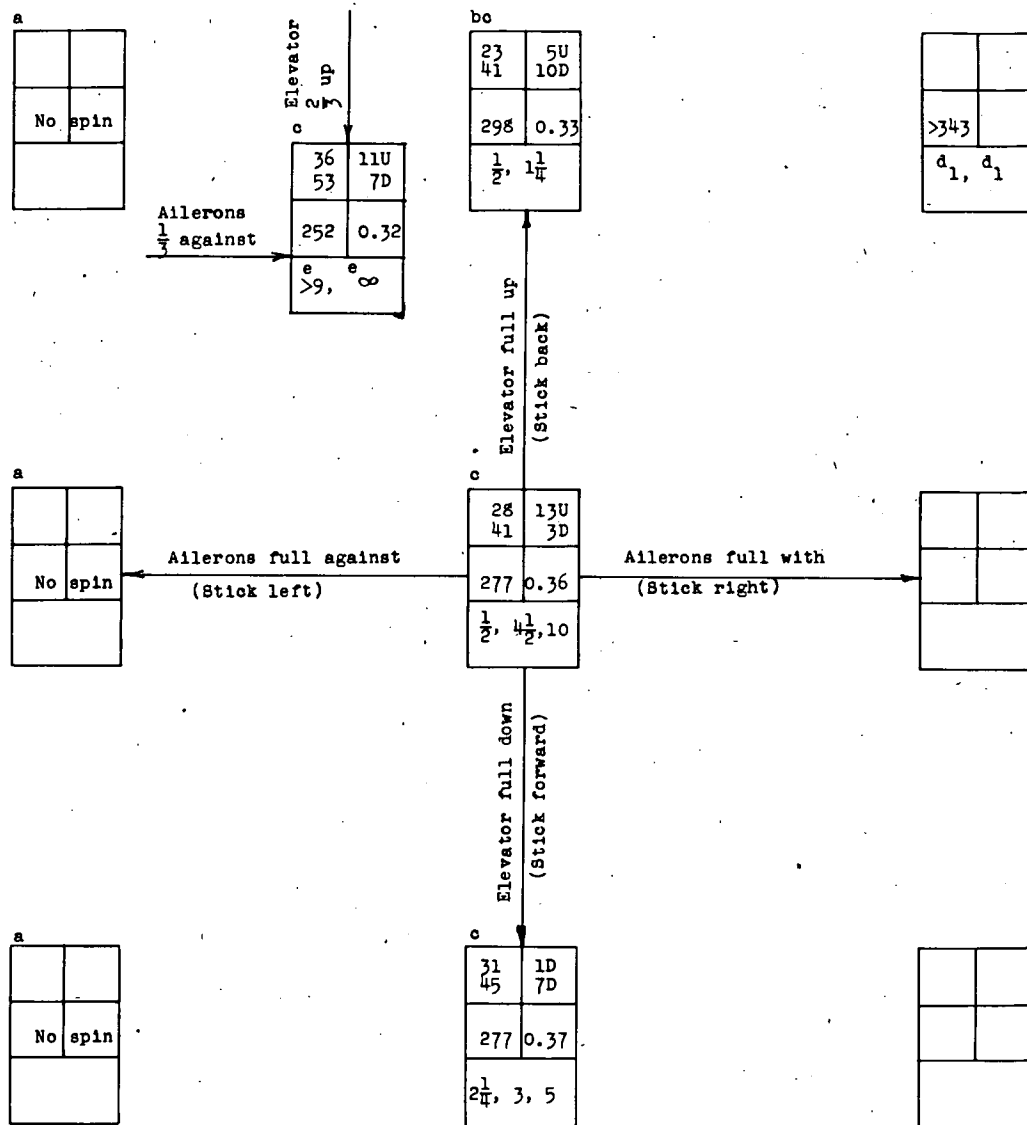 a
No spin
Elevator
2/3 up
Ailerons
1/3 against
c
36 11U
53 7D
252 0.32
e>9, e∞
bc
23 5U
41 10D
298 0.33
1/2, 1 1/4
>343
d1, d1
Elevator full up
(Stick back)
a
No spin
Ailerons full against
(Stick left)
c
28 13U
41 3D
277 0.36
1/2, 4 1/2, 10
Ailerons full with
(Stick right)
Elevator full down
(Stick forward)
a
No spin
c
31 1D
45 7D
277 0.37
2 1/4, 3, 5